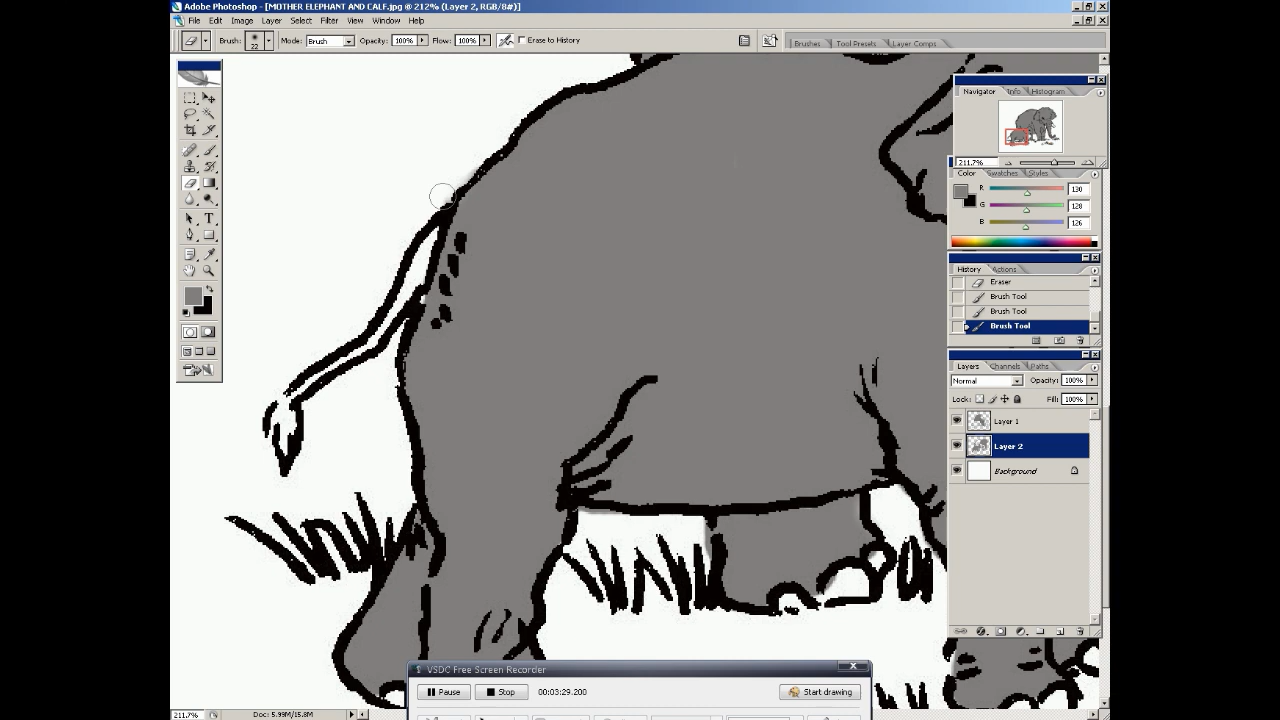 Adobe Photoshop - [MOTHER ELEPHANT AND CALF.jpg @ 212% (Layer 2, RGB/8#)]
File Edit Image Layer Select Filter View Window Help
Brush: 22 Mode: Brush Opacity: 100% Flow: 100% Erase to History Brushes Tool Presets Layer Comps
Navigator Info Histogram
211.7%
Color Swatches Styles
R 130
G 128
B 126
History Actions
Eraser
Brush Tool
Brush Tool
Brush Tool
Layers Channels Paths
Normal Opacity: 100%
Lock: Fill: 100%
Layer 1
Layer 2
Background
VSDC Free Screen Recorder
Pause Stop 00:03:29.200 Start drawing
211.7% Doc: 5.99M/15.8M